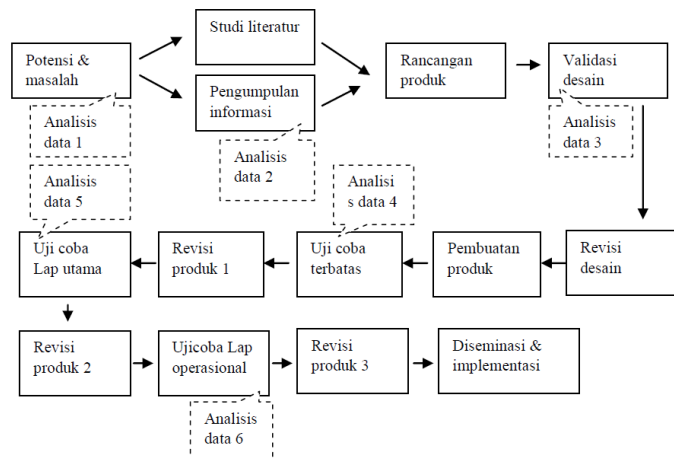 Potensi &
masalah
Studi literatur
Pengumpulan
informasi
Rancangan
produk
Validasi
desain
Analisis
data 1
Analisis
data 2
Analisis
data 3
Analisis
data 5
Analisi
s data 4
Uji coba
Lap utama
Revisi
produk 1
Uji coba
terbatas
Pembuatan
produk
Revisi
desain
Revisi
produk 2
Ujicoba Lap
operasional
Revisi
produk 3
Diseminasi &
implementasi
Analisis
data 6